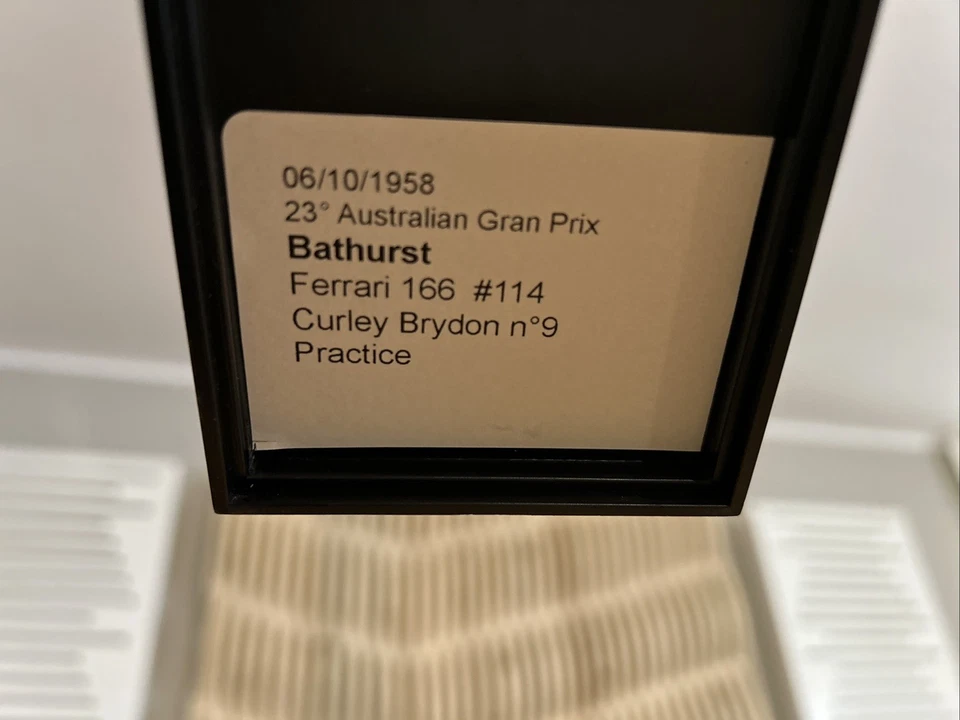 06/10/1958
23° Australian Gran Prix
Bathurst
Ferrari 166 #114
Curley Brydon n°9
Practice